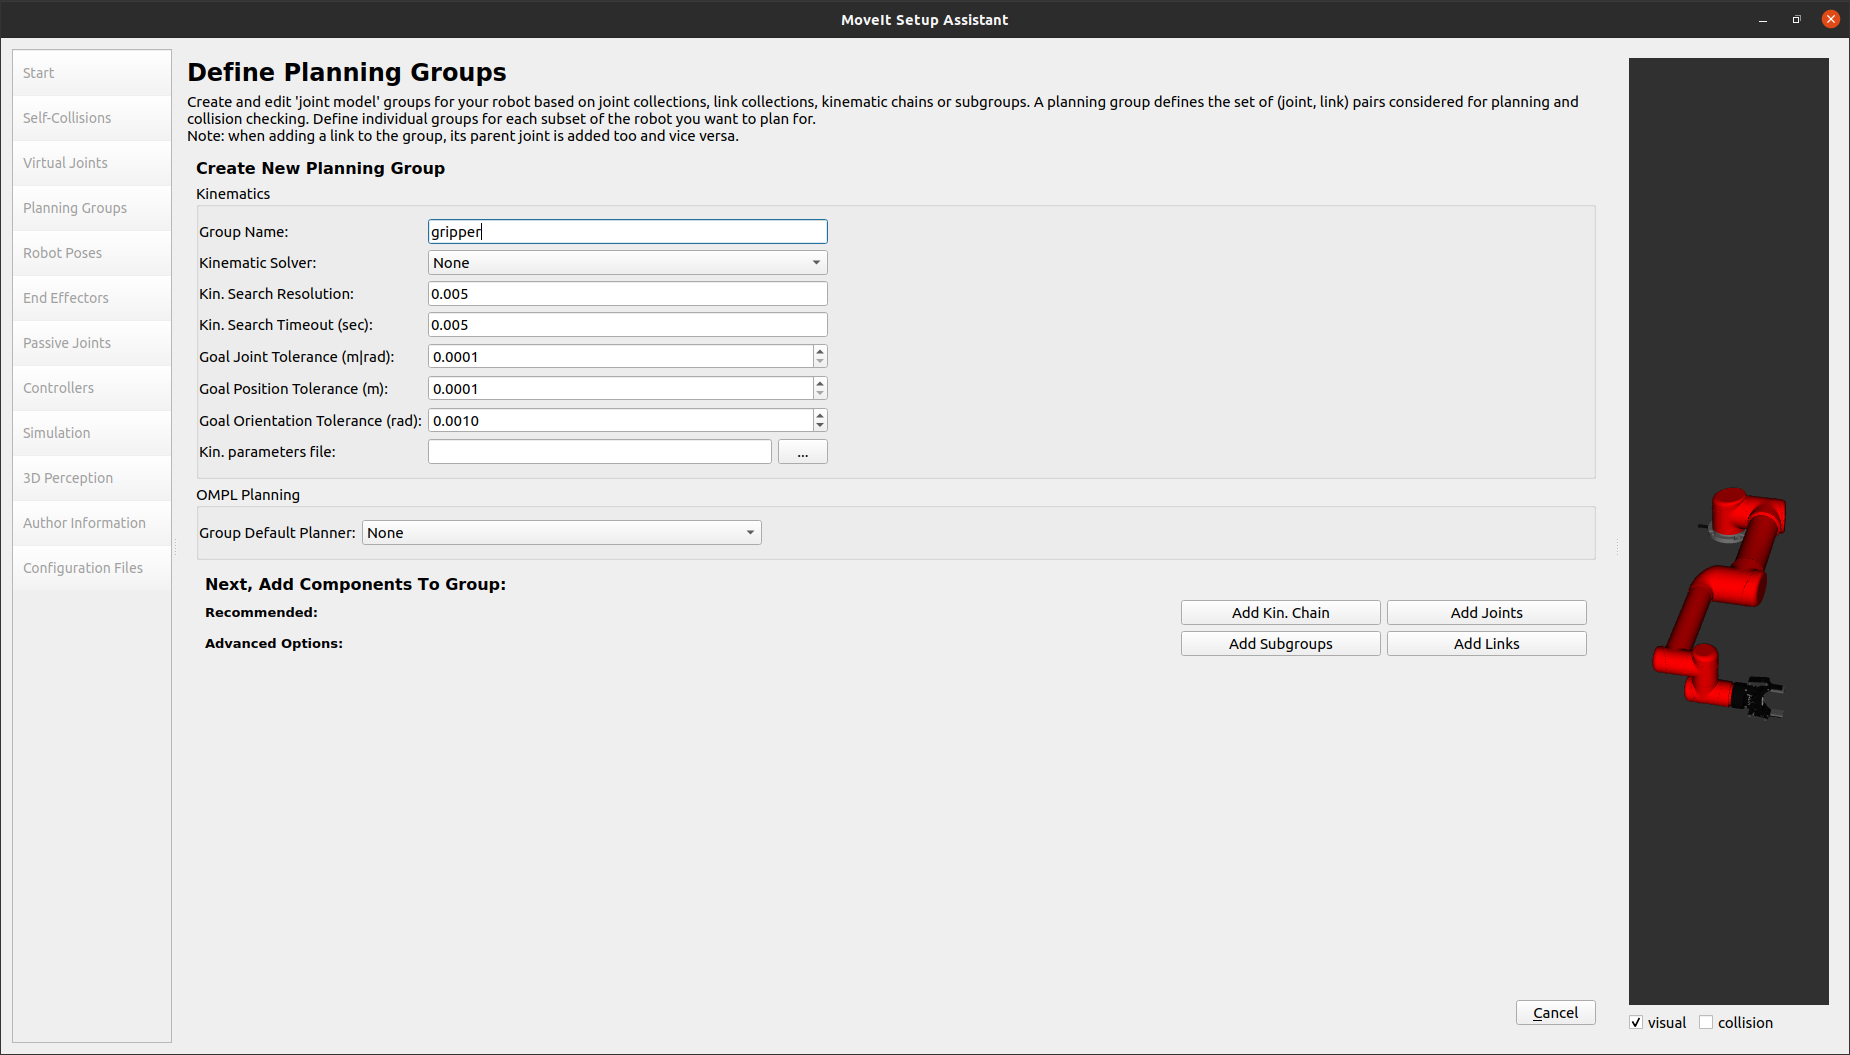 MoveIt Setup Assistant
Start
Self-Collisions
Virtual Joints
Planning Groups
Robot Poses
End Effectors
Passive Joints
Controllers
Simulation
3D Perception
Author Information
Configuration Files
Define Planning Groups
Create and edit 'joint model' groups for your robot based on joint collections, link collections, kinematic chains or subgroups. A planning group defines the set of (joint, link) pairs considered for planning and
collision checking. Define individual groups for each subset of the robot you want to plan for.
Note: when adding a link to the group, its parent joint is added too and vice versa.
Create New Planning Group
Kinematics
Group Name: gripper
Kinematic Solver: None
Kin. Search Resolution: 0.005
Kin. Search Timeout (sec): 0.005
Goal Joint Tolerance (m|rad): 0.0001
Goal Position Tolerance (m): 0.0001
Goal Orientation Tolerance (rad): 0.0010
Kin. parameters file: ...
OMPL Planning
Group Default Planner: None
Next, Add Components To Group:
Recommended: Add Kin. Chain Add Joints
Advanced Options: Add Subgroups Add Links
Cancel
visual collision